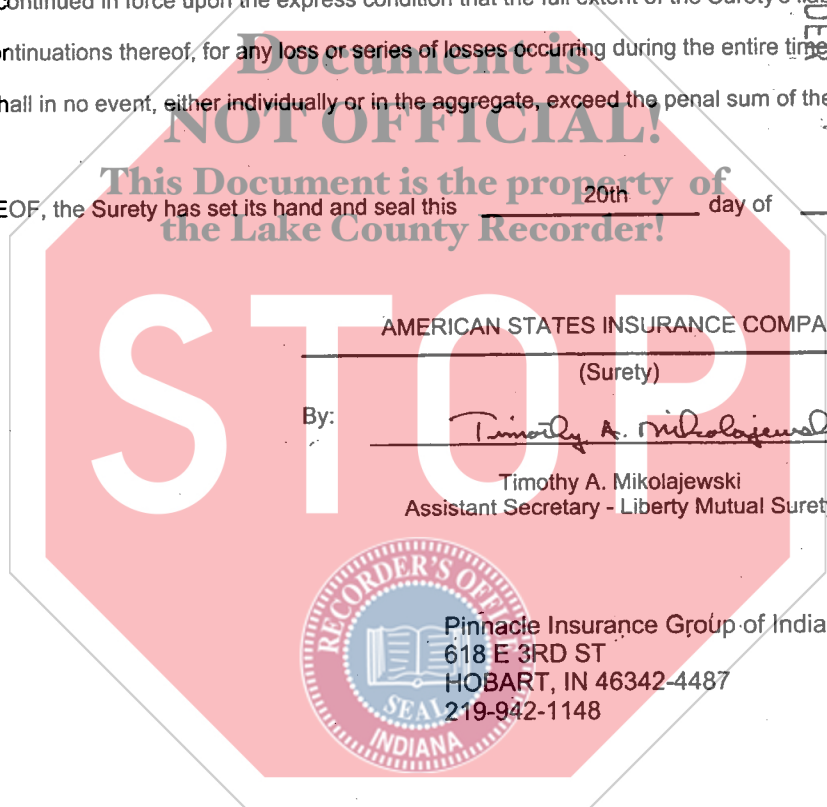 continued in force upon the express condition that the full extent of the Surety's
ntinuations thereof, for any loss or series of losses occurring during the entire time
hall in no event, either individually or in the aggregate, exceed the penal sum of the
Document is
NOT OFFICIAL!
This Document is the property of
the Lake County Recorder!
EOF, the Surety has set its hand and seal this 20th day of
STOP
AMERICAN STATES INSURANCE COMPA
(Surety)
By: Timothy A. Mikolajewsk
Timothy A. Mikolajewski
Assistant Secretary - Liberty Mutual Suret
RECORDER'S OFFICE
SEAL
INDIANA
Pinnacle Insurance Group of India
618 E 3RD ST
HOBART, IN 46342-4487
219-942-1148